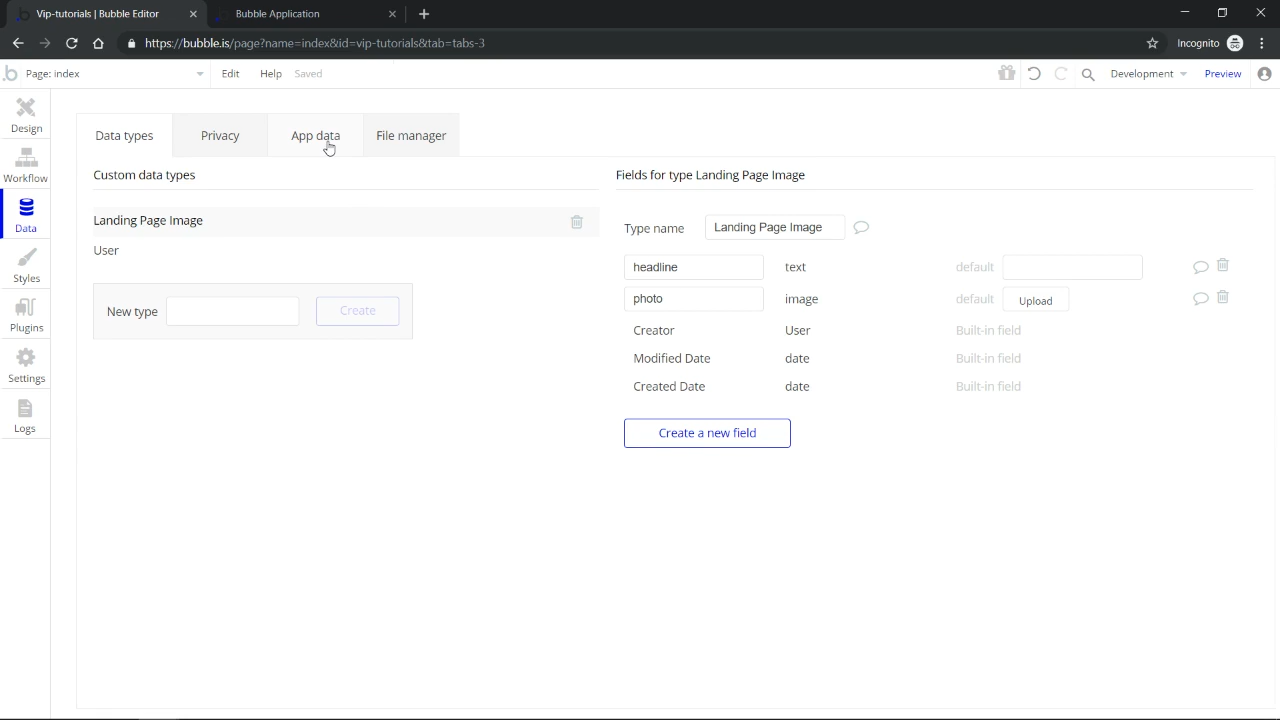 Vip-tutorials | Bubble Editor
Bubble Application
https://bubble.is/page?name=index&id=vip-tutorials&tab=tabs-3
Incognito
Page: index
Edit
Help
Saved
Development
Preview
Design
Workflow
Data
Styles
Plugins
Settings
Logs
Data types
Privacy
App data
File manager
Custom data types
Landing Page Image
User
New type
Create
Fields for type Landing Page Image
Type name Landing Page Image
headline text default
photo image default Upload
Creator User Built-in field
Modified Date date Built-in field
Created Date date Built-in field
Create a new field